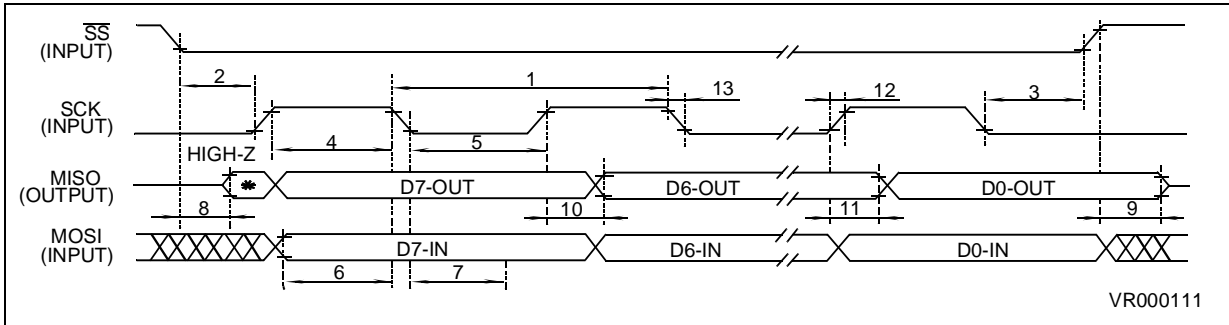 SS
(INPUT)
2
1
13
12
3
SCK
(INPUT)
4
5
HIGH-Z
MISO
(OUTPUT)
*
D7-OUT
D6-OUT
D0-OUT
8
10
11
9
MOSI
(INPUT)
D7-IN
D6-IN
D0-IN
6
7
VR000111